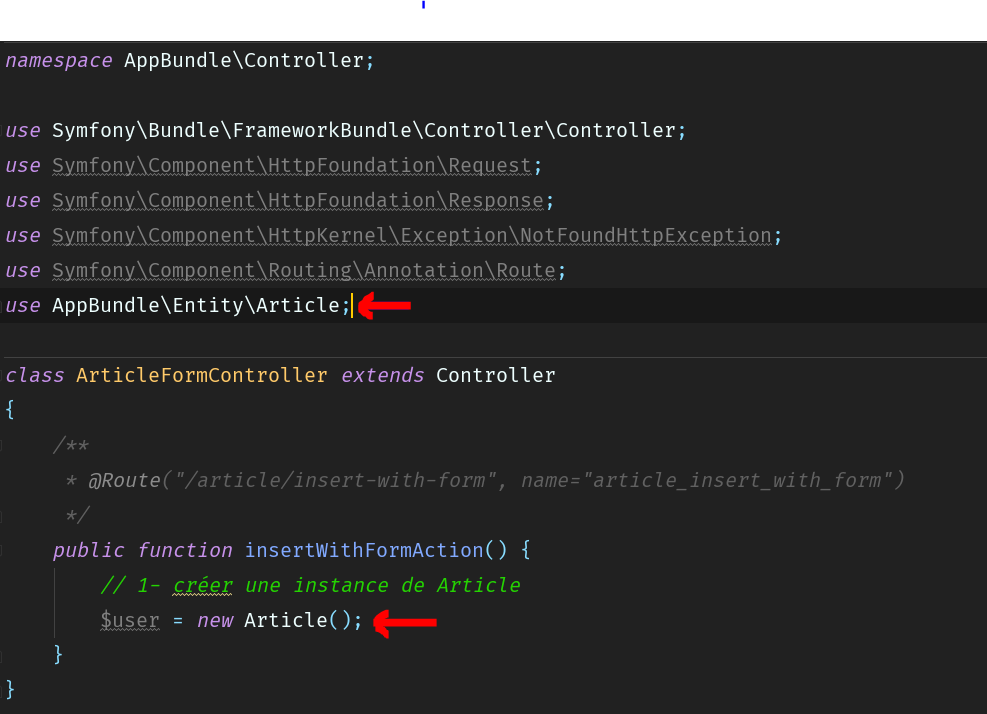 namespace AppBundle\Controller;
use Symfony\Bundle\FrameworkBundle\Controller\Controller;
use Symfony\Component\HttpFoundation\Request;
use Symfony\Component\HttpFoundation\Response;
use Symfony\Component\HttpKernel\Exception\NotFoundHttpException;
use Symfony\Component\Routing\Annotation\Route;
use AppBundle\Entity\Article;
class ArticleFormController extends Controller
{
/**
* @Route("/article/insert-with-form", name="article_insert_with_form")
*/
public function insertWithFormAction() {
// 1- créer une instance de Article
$user = new Article();
}
}